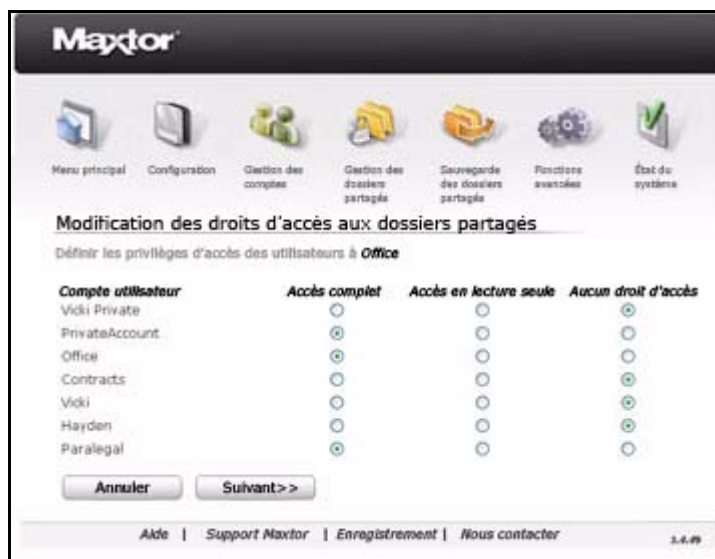 Maxtor
Menu principal
Configuration
Gestion des comptes
Gestion des dossiers partagés
Sauvegarde des dossiers partagés
Fonctions avancées
État du système
Modification des droits d'accès aux dossiers partagés
Définir les privilèges d'accès des utilisateurs à Office
Compte utilisateur Accès complet Accès en lecture seule Aucun droit d'accès
Vicki Private
PrivateAccount
Office
Contracts
Vicki
Hayden
Paralegal
Annuler Suivant>>
Aide | Support Maxtor | Enregistrement | Nous contacter